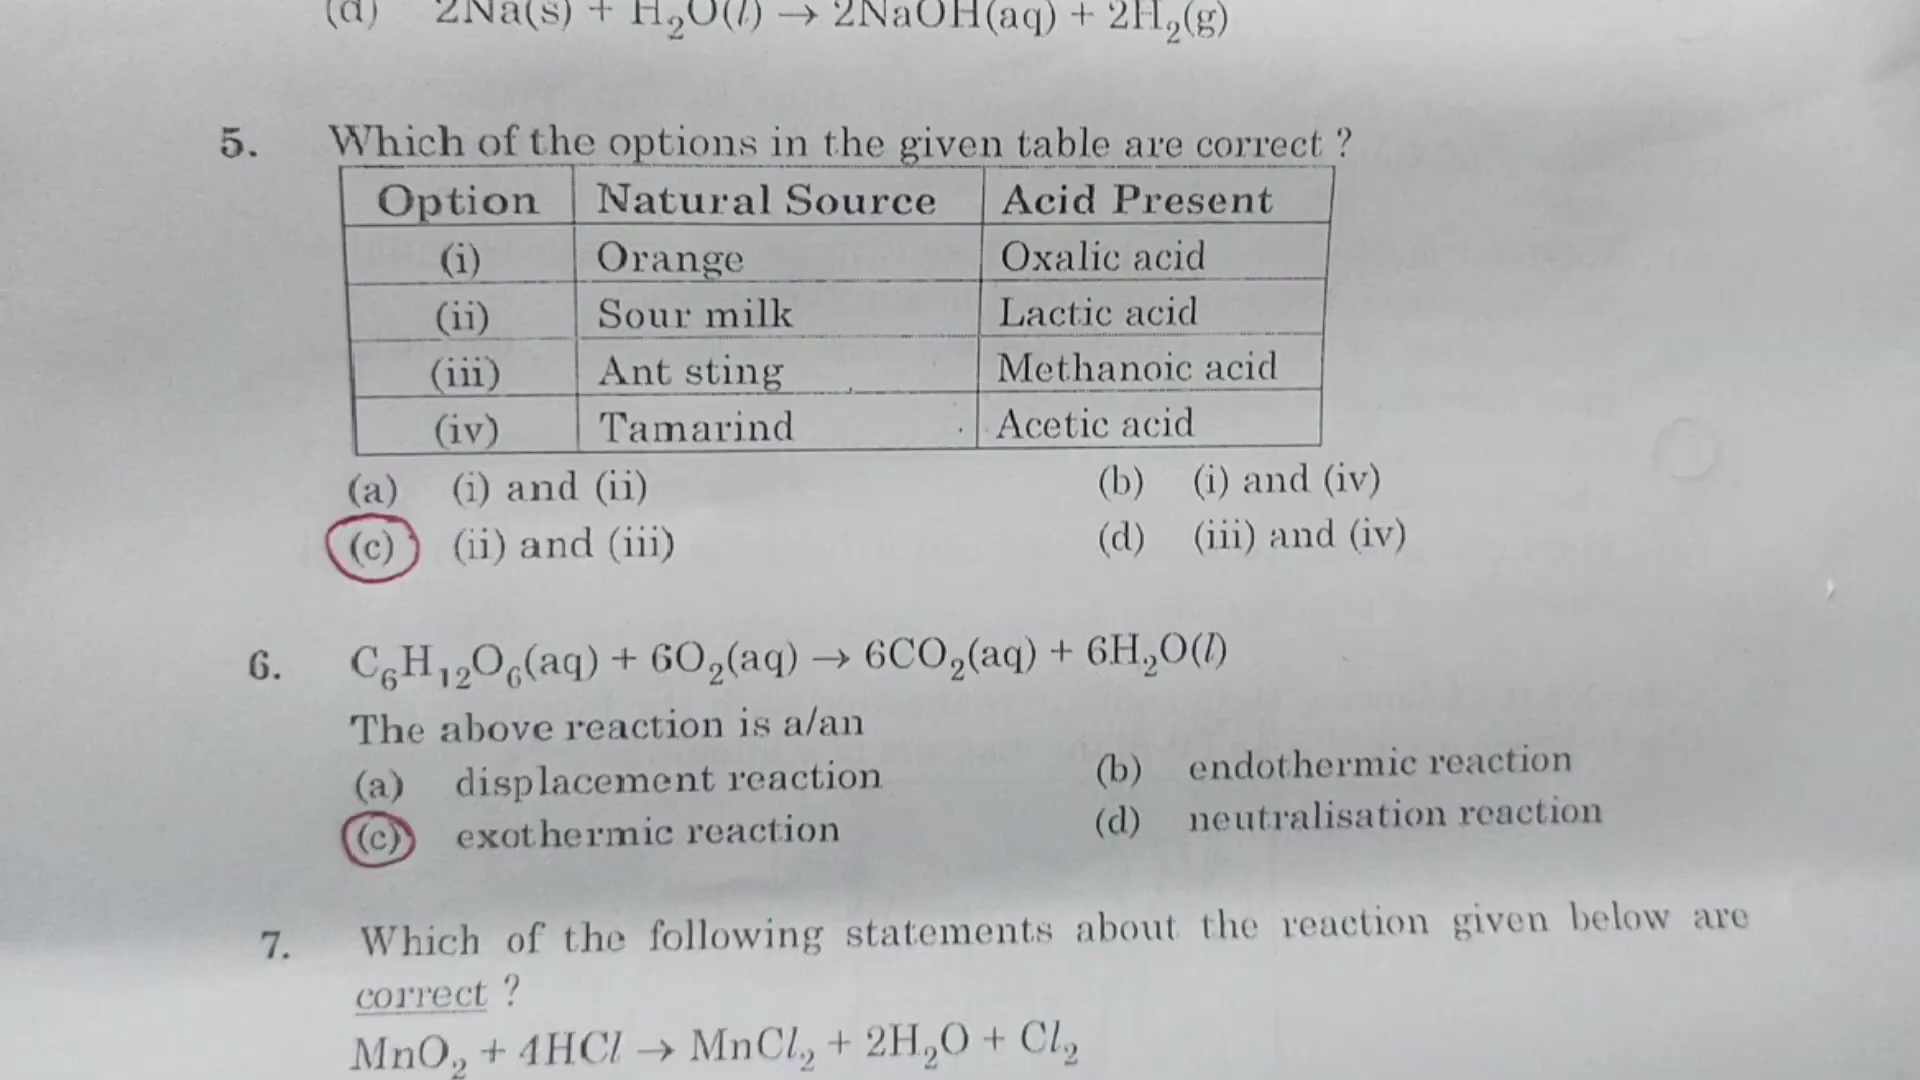 (d) 2Na(s) + H₂O(l) → 2NaOH(aq) + 2H₂(g)
5. Which of the options in the given table are correct ?
Option Natural Source Acid Present
(i) Orange Oxalic acid
(ii) Sour milk Lactic acid
(iii) Ant sting Methanoic acid
(iv) Tamarind Acetic acid
(a) (i) and (ii) (b) (i) and (iv)
(c) (ii) and (iii) (d) (iii) and (iv)
6. C₆H₁₂O₆(aq) + 6O₂(aq) → 6CO₂(aq) + 6H₂O(l)
The above reaction is a/an
(a) displacement reaction (b) endothermic reaction
(c) exothermic reaction (d) neutralisation reaction
7. Which of the following statements about the reaction given below are
correct ?
MnO₂ + 4HCl → MnCl₂ + 2H₂O + Cl₂